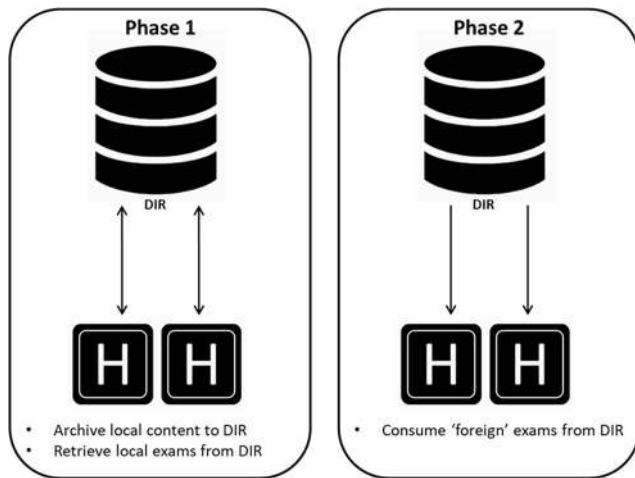 Phase 1
DIR
H H
• Archive local content to DIR
• Retrieve local exams from DIR
Phase 2
DIR
H H
• Consume ‘foreign’ exams from DIR